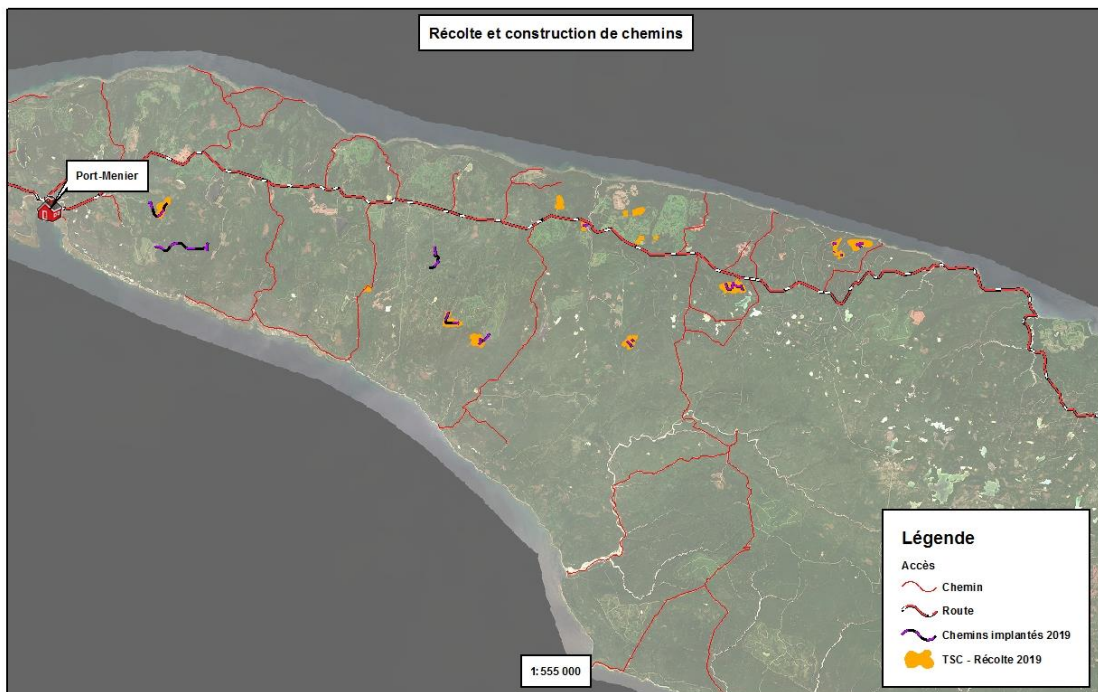 Récolte et construction de chemins
Port-Menier
Légende
Accès
Chemin
Route
Chemins implantés 2019
TSC - Récolte 2019
1:555 000